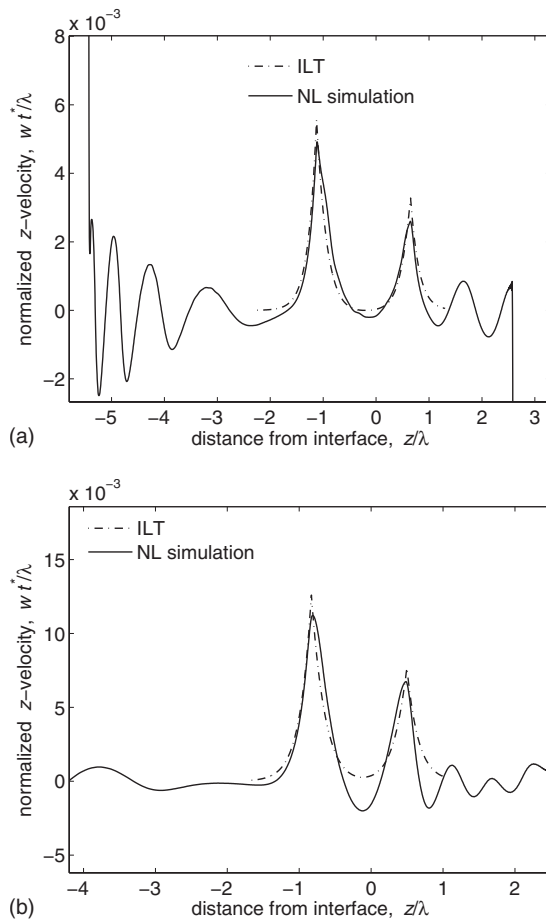 x 10⁻³
8
6
4
2
0
−2
normalized z−velocity, w t*/λ
ILT
NL simulation
−5 −4 −3 −2 −1 0 1 2 3
distance from interface, z/λ
(a)
x 10⁻³
15
10
5
0
−5
normalized z−velocity, w t*/λ
ILT
NL simulation
−4 −3 −2 −1 0 1 2
distance from interface, z/λ
(b)